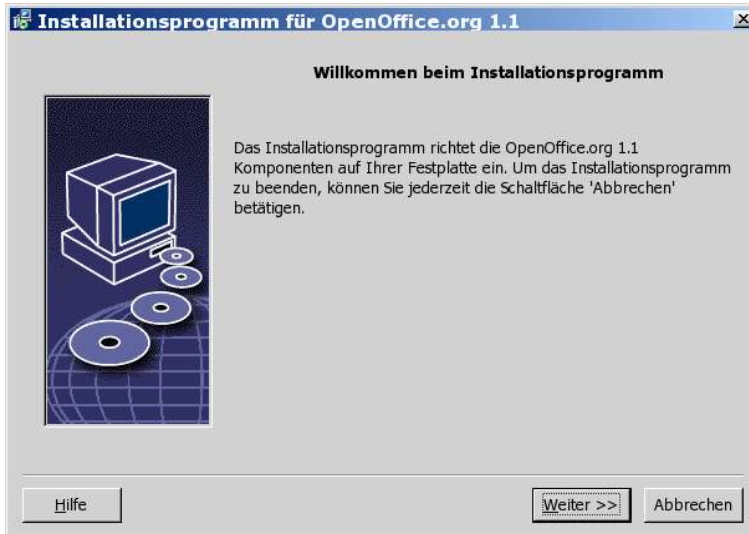 Installationsprogramm für OpenOffice.org 1.1
Willkommen beim Installationsprogramm
Das Installationsprogramm richtet die OpenOffice.org 1.1
Komponenten auf Ihrer Festplatte ein. Um das Installationsprogramm
zu beenden, können Sie jederzeit die Schaltfläche 'Abbrechen'
betätigen.
Hilfe
Weiter >>
Abbrechen